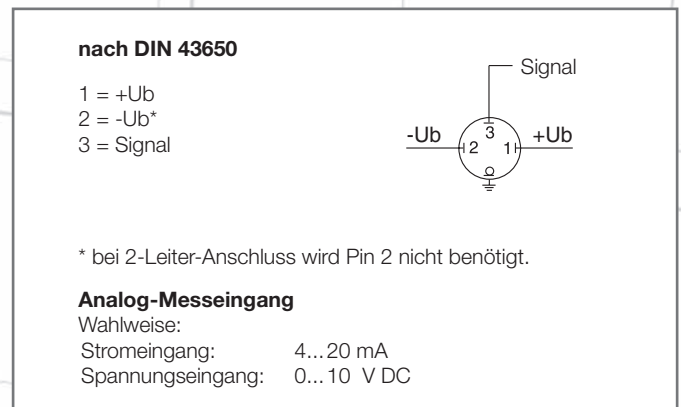 nach DIN 43650
1 = +Ub
2 = -Ub*
3 = Signal
Signal
-Ub
3
+Ub
2
1
* bei 2-Leiter-Anschluss wird Pin 2 nicht benötigt.
Analog-Messeingang
Wahlweise:
Stromeingang: 4...20 mA
Spannungseingang: 0...10 V DC